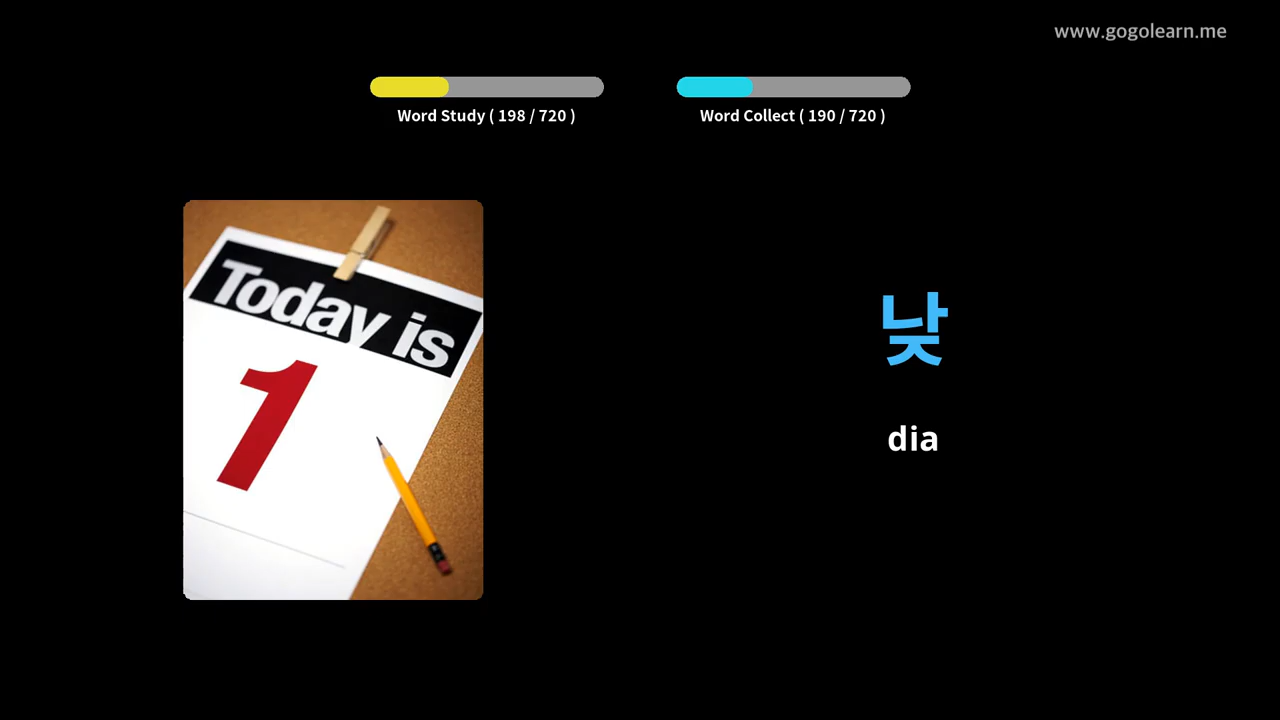 www.gogolearn.me
Word Study ( 198 / 720 )
Word Collect ( 190 / 720 )
Today is
1
낮
dia